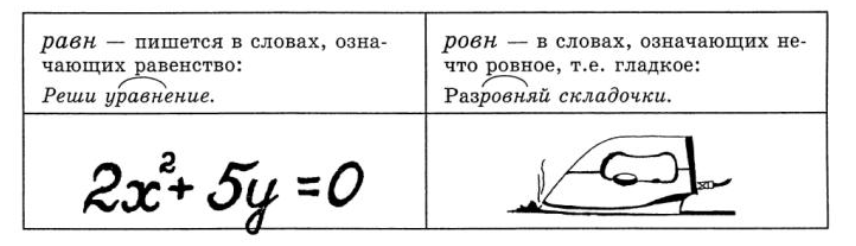 равн — пишется в словах, озна-
чающих равенство:
Реши уравнение.
ровн — в словах, означающих не-
что ровное, т.е. гладкое:
Разровняй складочки.
2x² + 5y = 0